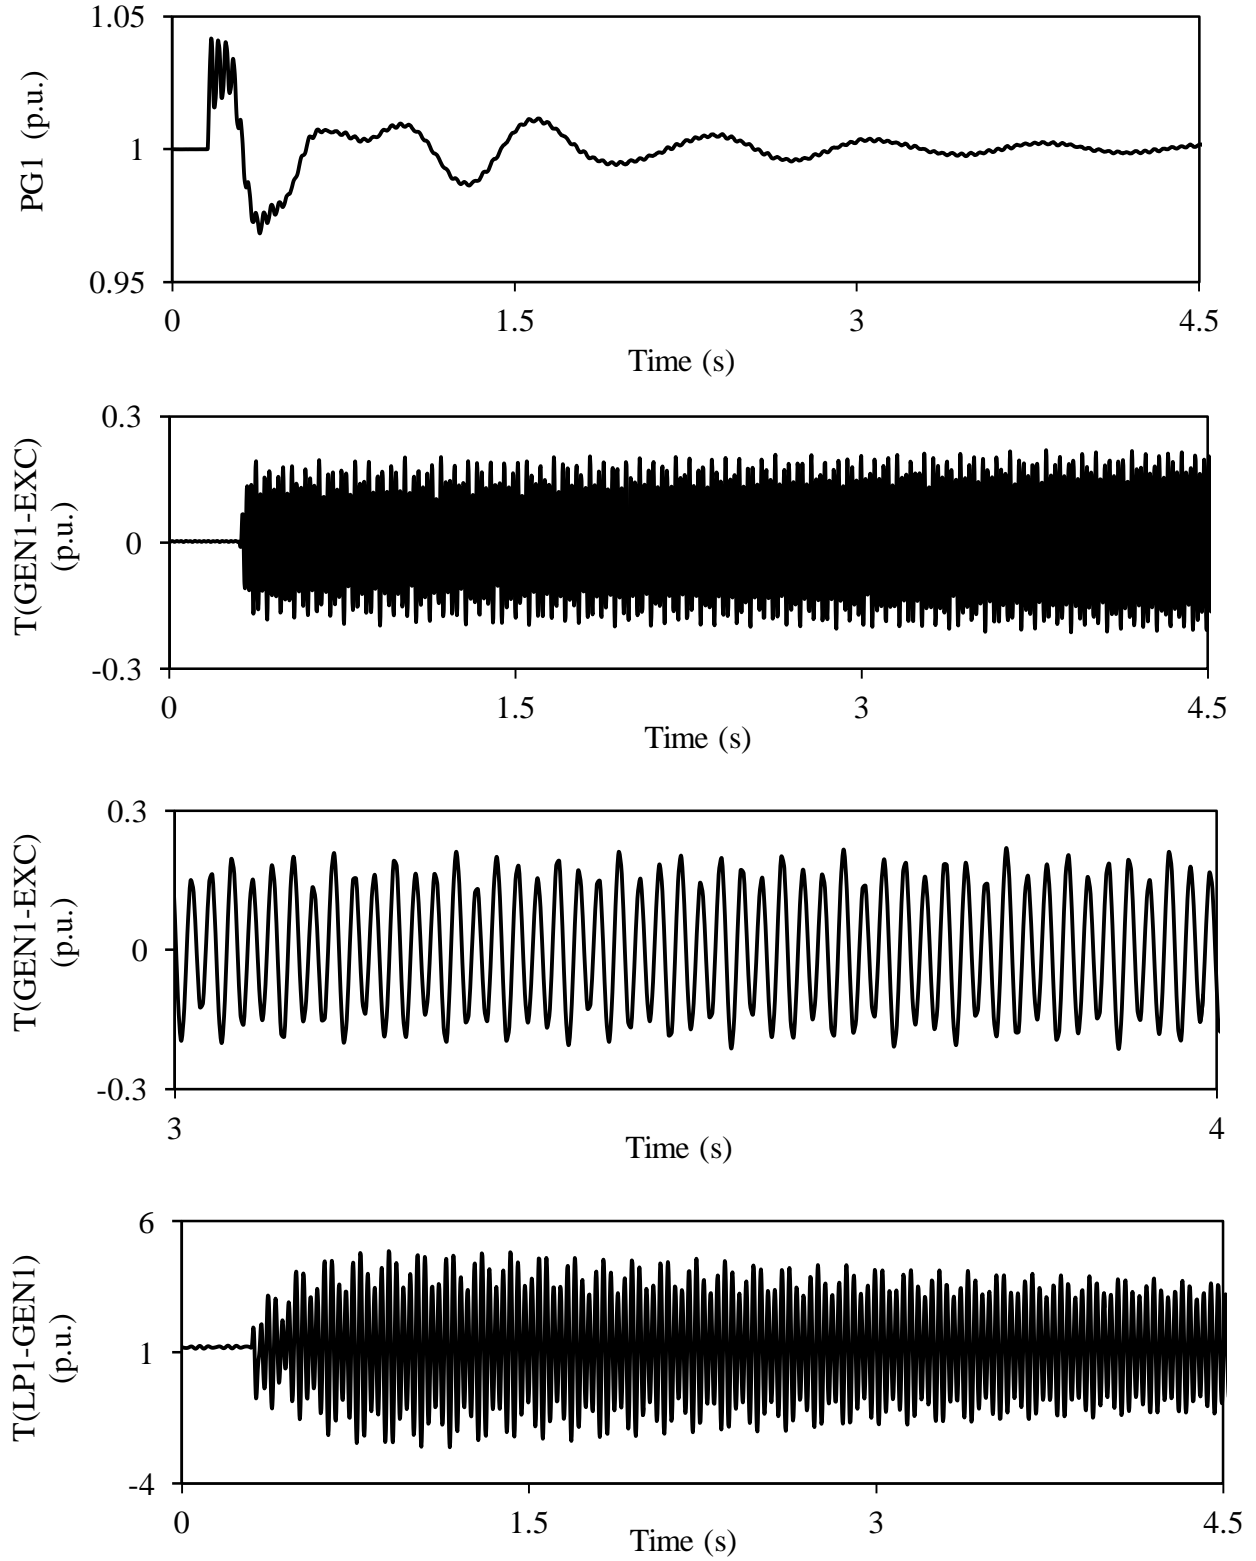 1.05
PG1 (p.u.)
1
0.95
0 1.5 3 4.5
Time (s)
0.3
T(GEN1-EXC)
(p.u.)
0
-0.3
0 1.5 3 4.5
Time (s)
0.3
T(GEN1-EXC)
(p.u.)
0
-0.3
3 4
Time (s)
6
T(LP1-GEN1)
(p.u.)
1
-4
0 1.5 3 4.5
Time (s)